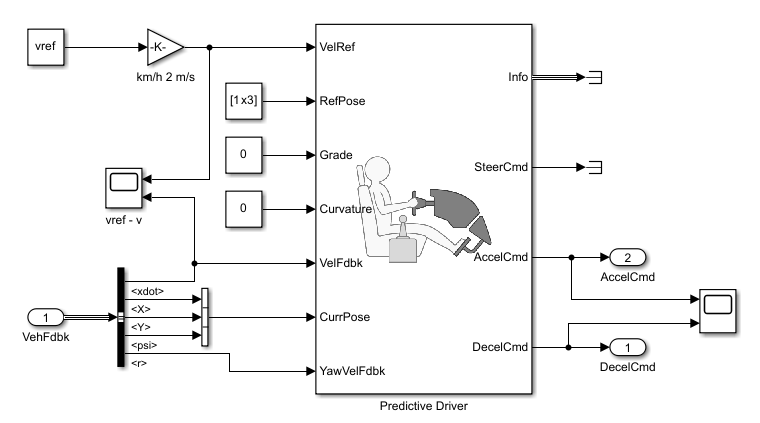 vref
-K-
km/h 2 m/s
VelRef
Info
[1x3]
RefPose
0
Grade
SteerCmd
0
Curvature
vref - v
VelFdbk
AccelCmd
2
AccelCmd
<xdot>
<X>
<Y>
<psi>
<r>
1
VehFdbk
CurrPose
DecelCmd
1
DecelCmd
YawVelFdbk
Predictive Driver